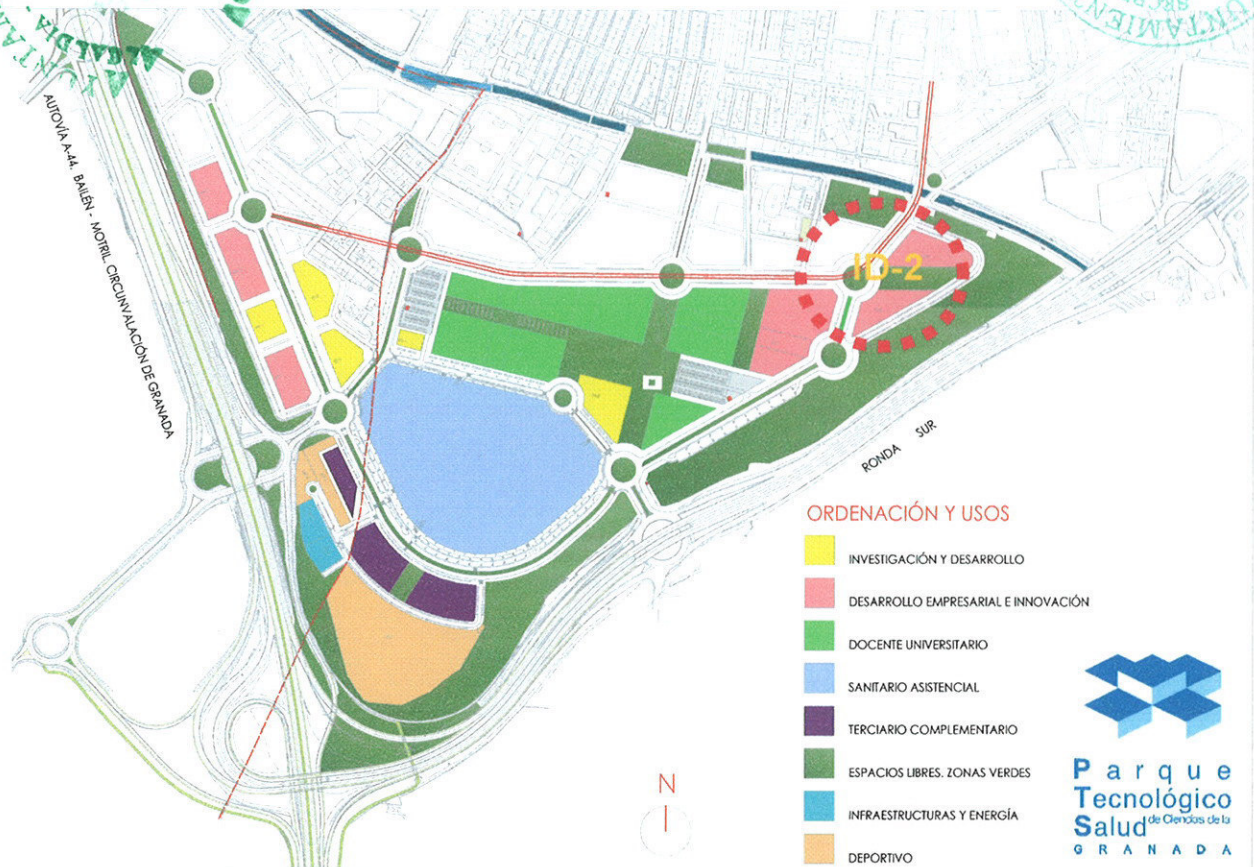 ALCALDÍA
AUTOVÍA A-44. BAILÉN - MOTRIL. CIRCUNVALACIÓN DE GRANADA
ID-2
RONDA SUR
ORDENACIÓN Y USOS
INVESTIGACIÓN Y DESARROLLO
DESARROLLO EMPRESARIAL E INNOVACIÓN
DOCENTE UNIVERSITARIO
SANITARIO ASISTENCIAL
TERCIARIO COMPLEMENTARIO
ESPACIOS LIBRES. ZONAS VERDES
INFRAESTRUCTURAS Y ENERGÍA
DEPORTIVO
N
Parque
Tecnológico
de Ciencias de la
Salud
GRANADA